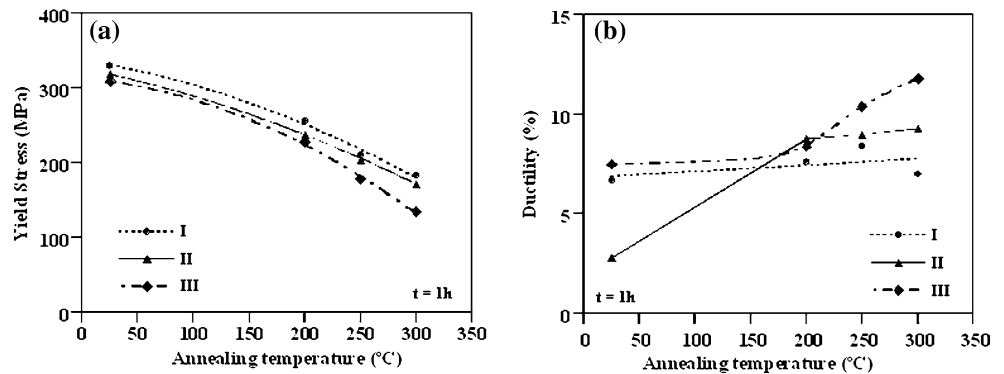 (a)
Yield Stress (MPa)
400
300
200
100
0
I
II
III
t = 1h
0 50 100 150 200 250 300 350
Annealing temperature (°C)
(b)
Ductility (%)
15
10
5
0
I
II
III
t = 1h
0 50 100 150 200 250 300 350
Annealing temperature (°C)